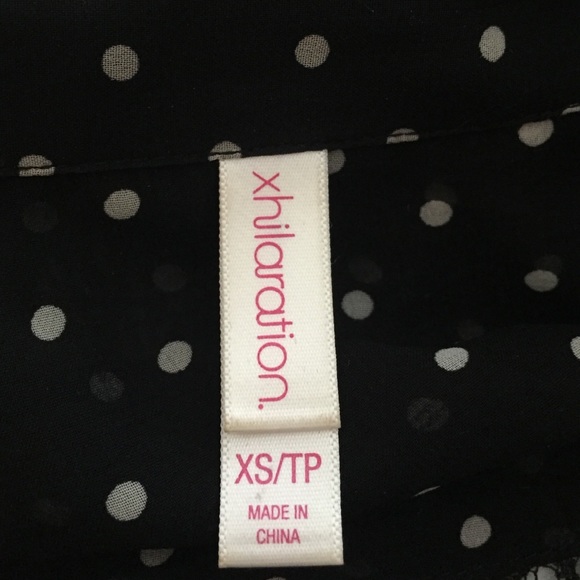 xhilaration.
XS/TP
MADE IN
CHINA